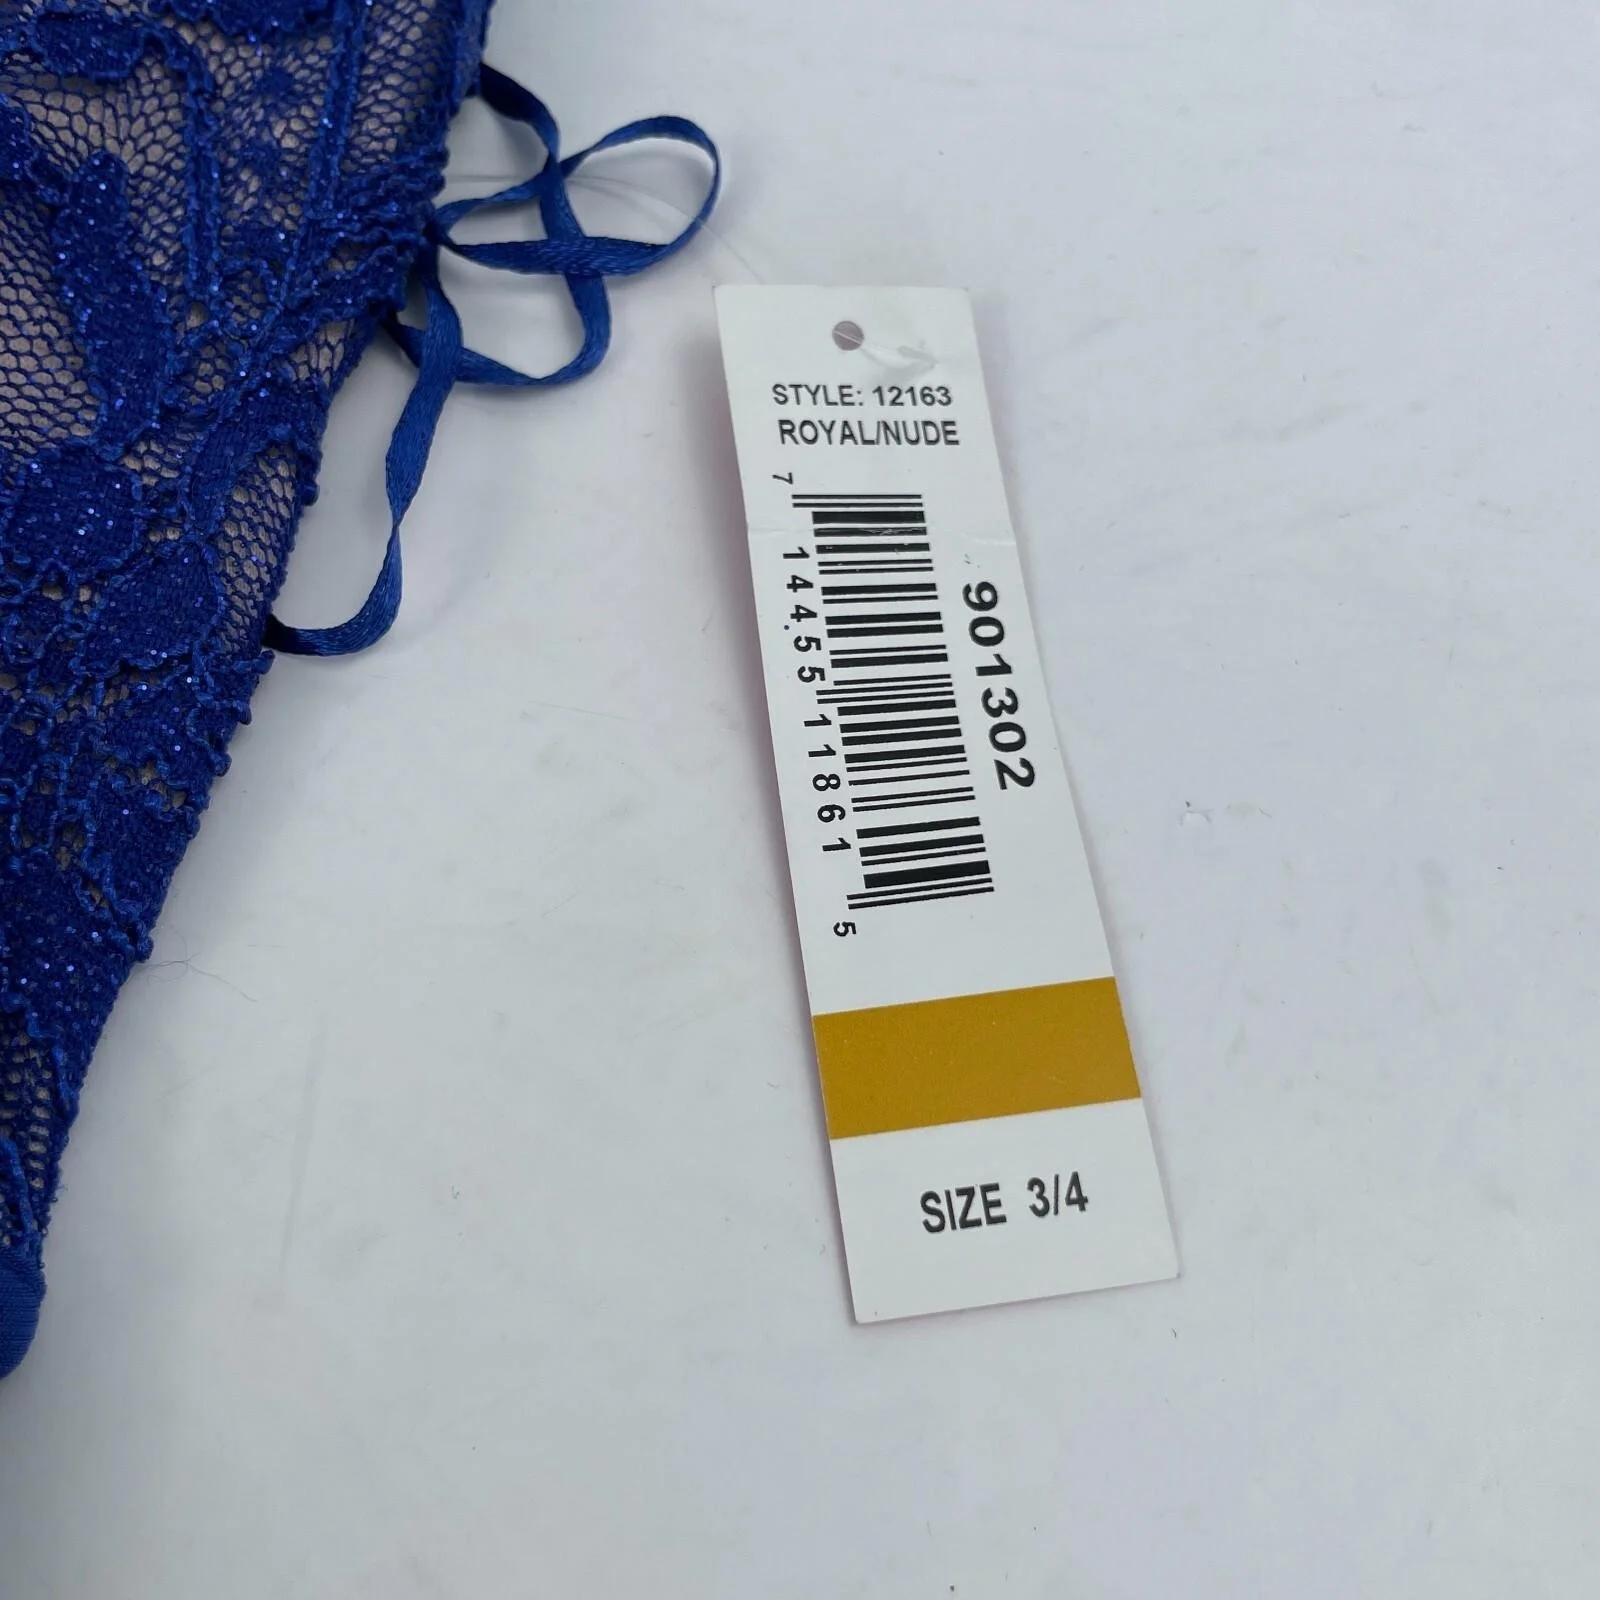 STYLE: 12163
ROYAL/NUDE
7 14455 11861 5
901302
SIZE 3/4